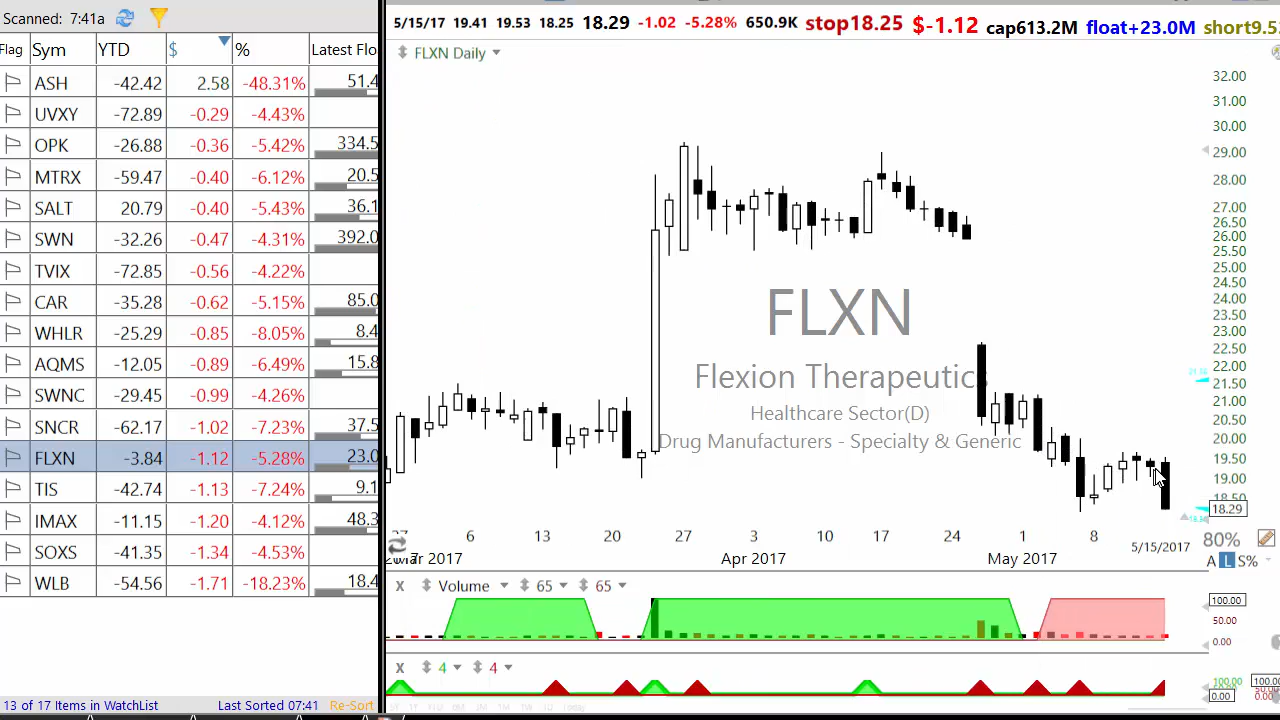 Scanned: 7:41a
Flag Sym YTD $ % Latest Flo
ASH -42.42 2.58 -48.31% 51.4
UVXY -72.89 -0.29 -4.43%
OPK -26.88 -0.36 -5.42% 334.5
MTRX -59.47 -0.40 -6.12% 20.5
SALT 20.79 -0.40 -5.43% 36.1
SWN -32.26 -0.47 -4.31% 392.0
TVIX -72.85 -0.56 -4.22%
CAR -35.28 -0.62 -5.15% 85.0
WHLR -25.29 -0.85 -8.05% 8.4
AQMS -12.05 -0.89 -6.49% 15.8
SWNC -29.45 -0.99 -4.26%
SNCR -62.17 -1.02 -7.23% 37.5
FLXN -3.84 -1.12 -5.28% 23.0
TIS -42.74 -1.13 -7.24% 9.1
IMAX -11.15 -1.20 -4.12% 48.3
SOXS -41.35 -1.34 -4.53%
WLB -54.56 -1.71 -18.23% 18.4
13 of 17 Items in WatchList Last Sorted 07:41 Re-Sort
5/15/17 19.41 19.53 18.25 18.29 -1.02 -5.28% 650.9K stop18.25 $-1.12 cap613.2M float+23.0M short9.5
FLXN Daily
32.00
31.00
30.00
29.00
28.00
27.00
26.50
26.00
25.50
25.00
24.50
24.00
23.50
23.00
22.50
22.00
21.50
21.00
20.50
20.00
19.50
19.00
18.50
18.29
FLXN
Flexion Therapeutics
Healthcare Sector(D)
Drug Manufacturers - Specialty & Generic
27 6 13 20 27 3 10 17 24 1 8 5/15/2017
Mar 2017 Apr 2017 May 2017
80%
A L S%
X Volume 65 65
100.00
50.00
0.00
X 4 4
100.00 100.00
0.00 0.00